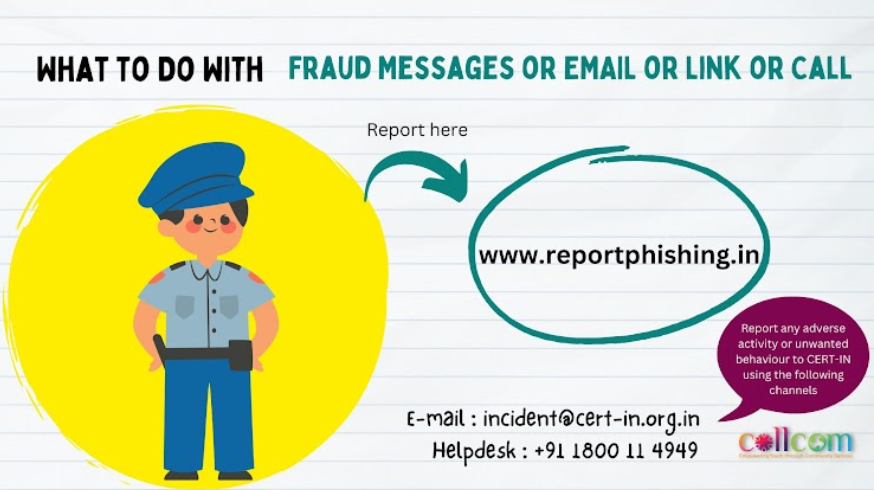 WHAT TO DO WITH FRAUD MESSAGES OR EMAIL OR LINK OR CALL
Report here
www.reportphishing.in
Report any adverse
activity or unwanted
behaviour to CERT-IN
using the following
channels
E-mail : incident@cert-in.org.in
Helpdesk : +91 1800 11 4949
collcom